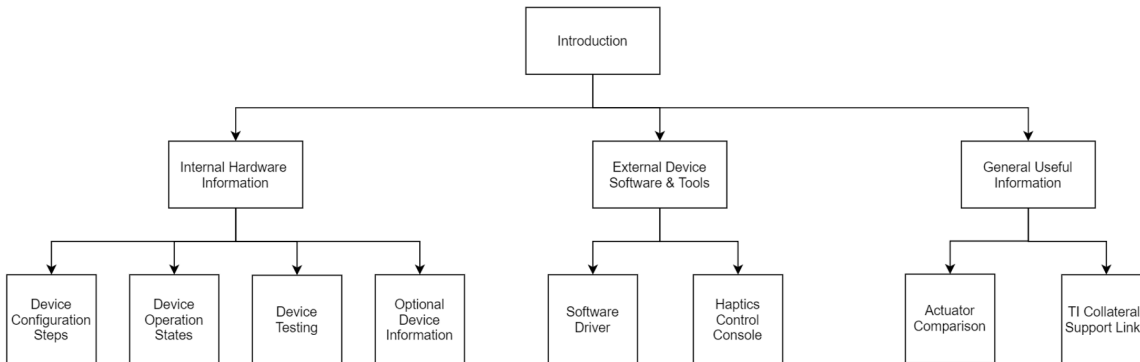 Introduction
Internal Hardware
Information
External Device
Software & Tools
General Useful
Information
Device
Configuration
Steps
Device
Operation
States
Device
Testing
Optional
Device
Information
Software
Driver
Haptics
Control
Console
Actuator
Comparison
TI Collateral
Support Link